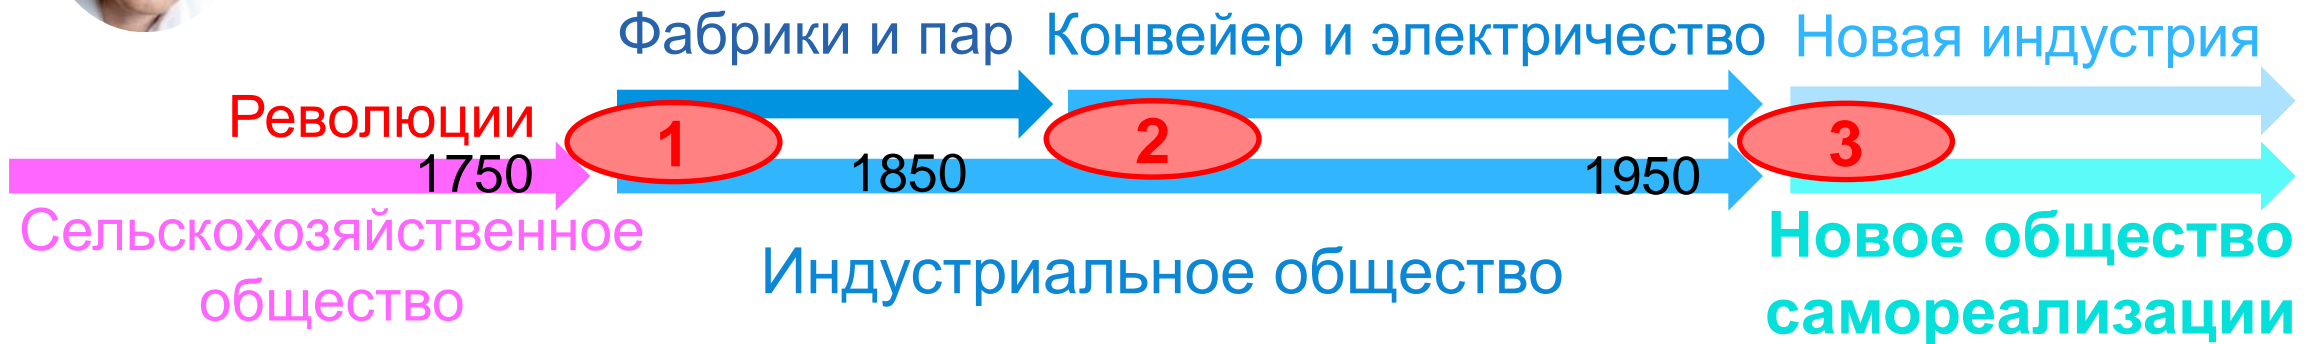 Фабрики и пар
Конвейер и электричество
Новая индустрия
Революции
1
2
3
1750
1850
1950
Сельскохозяйственное
общество
Индустриальное общество
Новое общество
самореализации